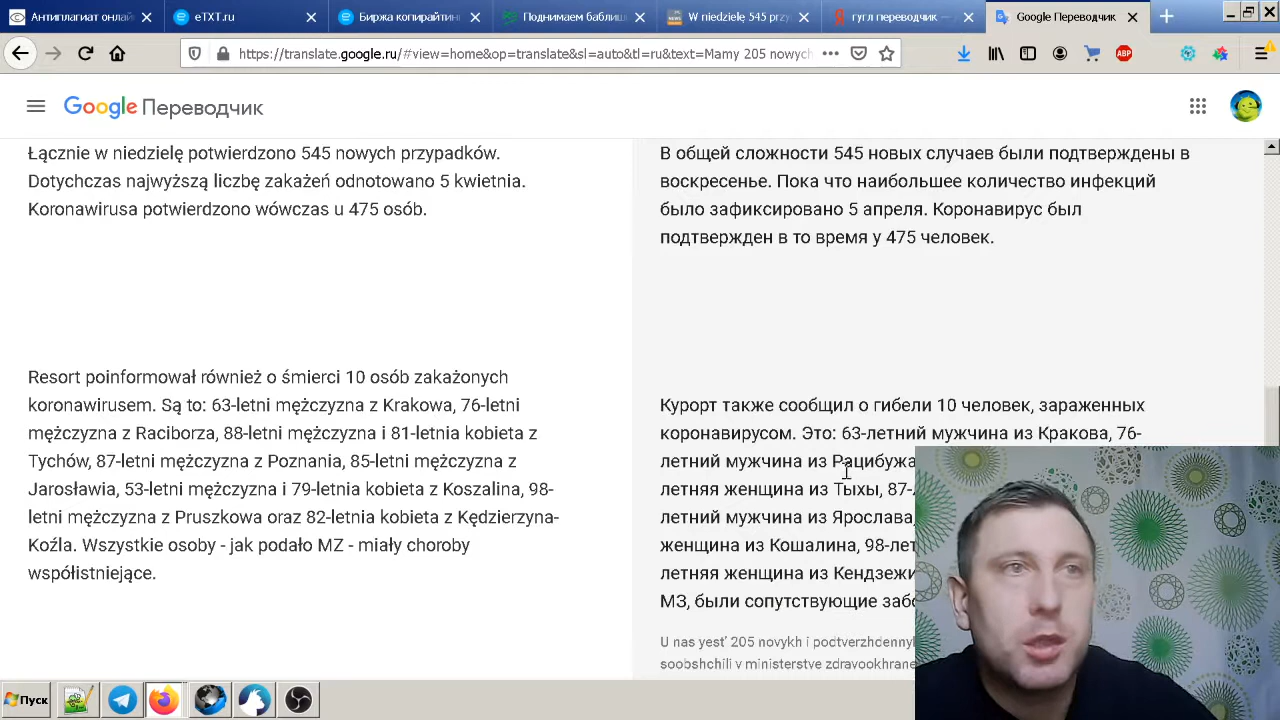 Антиплагиат онлай
eTXT.ru
Биржа копирайтин
Поднимаем баблиш
W niedzielę 545 przy
гугл переводчик —
Google Переводчик
https://translate.google.ru/#view=home&op=translate&sl=auto&tl=ru&text=Mamy 205 nowych
ABP
Google Переводчик
Łącznie w niedzielę potwierdzono 545 nowych przypadków.
Dotychczas najwyższą liczbę zakażeń odnotowano 5 kwietnia.
Koronawirusa potwierdzono wówczas u 475 osób.
Resort poinformował również o śmierci 10 osób zakażonych
koronawirusem. Są to: 63-letni mężczyzna z Krakowa, 76-letni
mężczyzna z Raciborza, 88-letni mężczyzna i 81-letnia kobieta z
Tychów, 87-letni mężczyzna z Poznania, 85-letni mężczyzna z
Jarosławia, 53-letni mężczyzna i 79-letnia kobieta z Koszalina, 98-
letni mężczyzna z Pruszkowa oraz 82-letnia kobieta z Kędzierzyna-
Koźla. Wszystkie osoby - jak podało MZ - miały choroby
współistniejące.
В общей сложности 545 новых случаев были подтверждены в
воскресенье. Пока что наибольшее количество инфекций
было зафиксировано 5 апреля. Коронавирус был
подтвержден в то время у 475 человек.
Курорт также сообщил о гибели 10 человек, зараженных
коронавирусом. Это: 63-летний мужчина из Кракова, 76-
летний мужчина из Рацибужа
летняя женщина из Тыхы, 87-
летний мужчина из Ярослава,
женщина из Кошалина, 98-лет
летняя женщина из Кендзежи
МЗ, были сопутствующие забо
U nas yest' 205 novykh i podtverzhdennyk
soobshchili v ministerstve zdravookhrane
Пуск